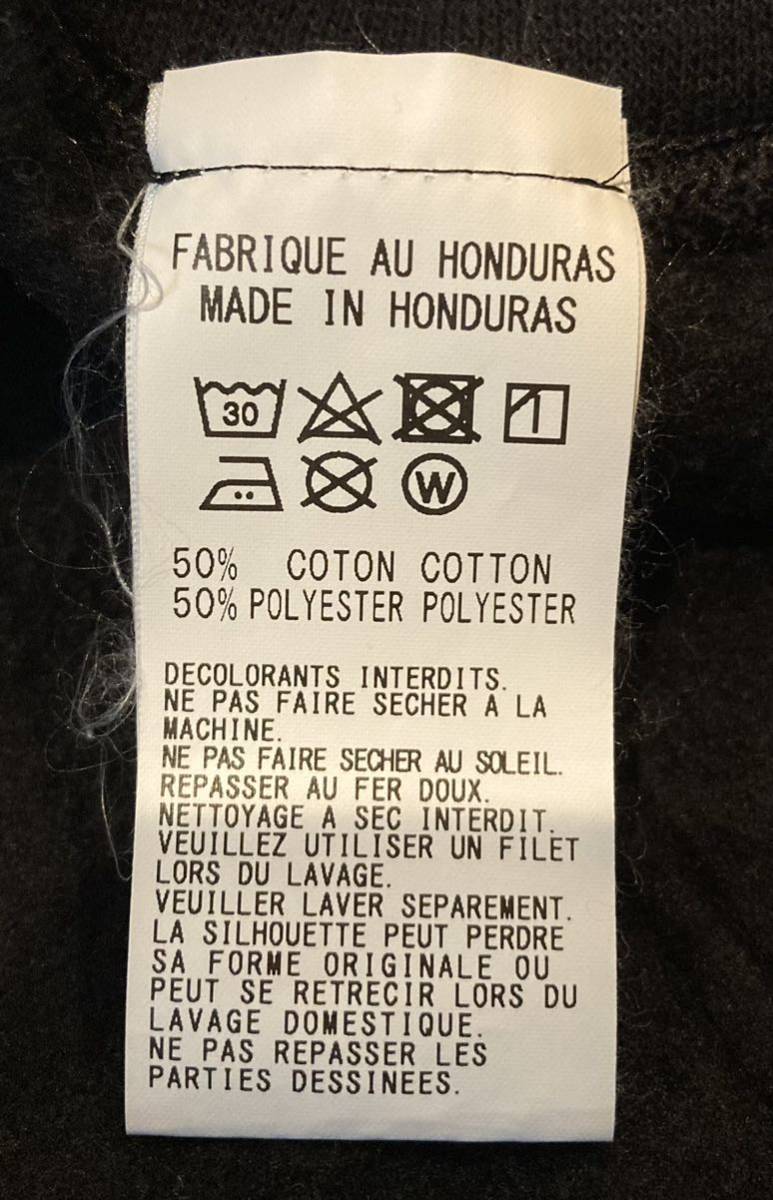 FABRIQUE AU HONDURAS
MADE IN HONDURAS
30
W
50% COTON COTTON
50% POLYESTER POLYESTER
DECOLORANTS INTERDITS.
NE PAS FAIRE SECHER A LA
MACHINE.
NE PAS FAIRE SECHER AU SOLEIL.
REPASSER AU FER DOUX.
NETTOYAGE A SEC INTERDIT.
VEUILLEZ UTILISER UN FILET
LORS DU LAVAGE.
VEUILLER LAVER SEPAREMENT.
LA SILHOUETTE PEUT PERDRE
SA FORME ORIGINALE OU
PEUT SE RETRECIR LORS DU
LAVAGE DOMESTIQUE.
NE PAS REPASSER LES
PARTIES DESSINEES.